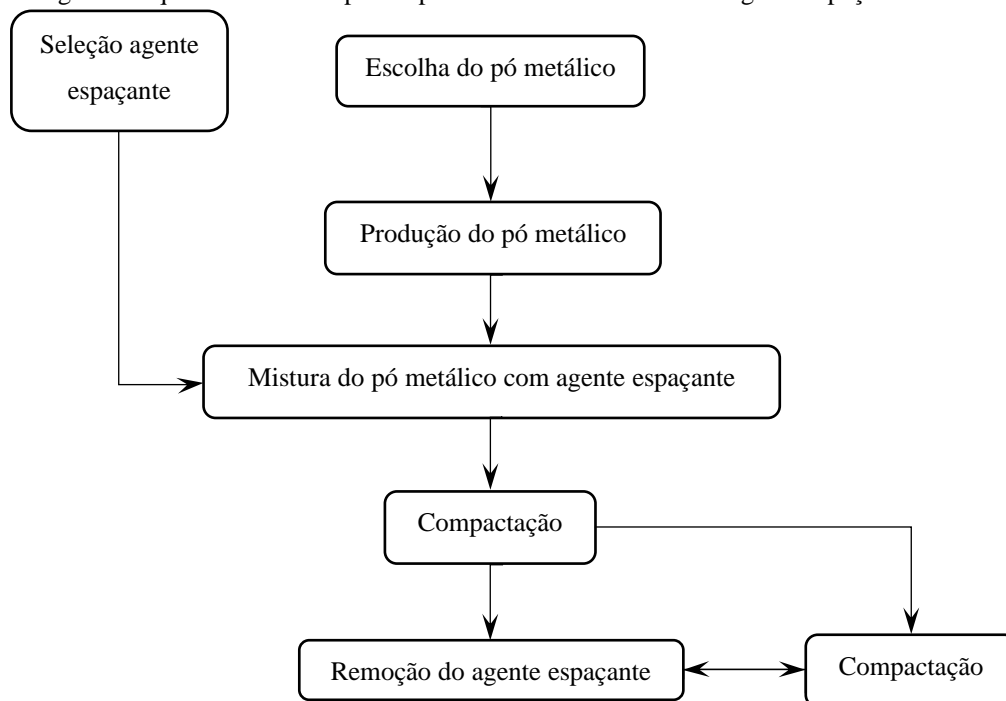 Seleção agente
espaçante
Escolha do pó metálico
Produção do pó metálico
Mistura do pó metálico com agente espaçante
Compactação
Remoção do agente espaçante
Compactação